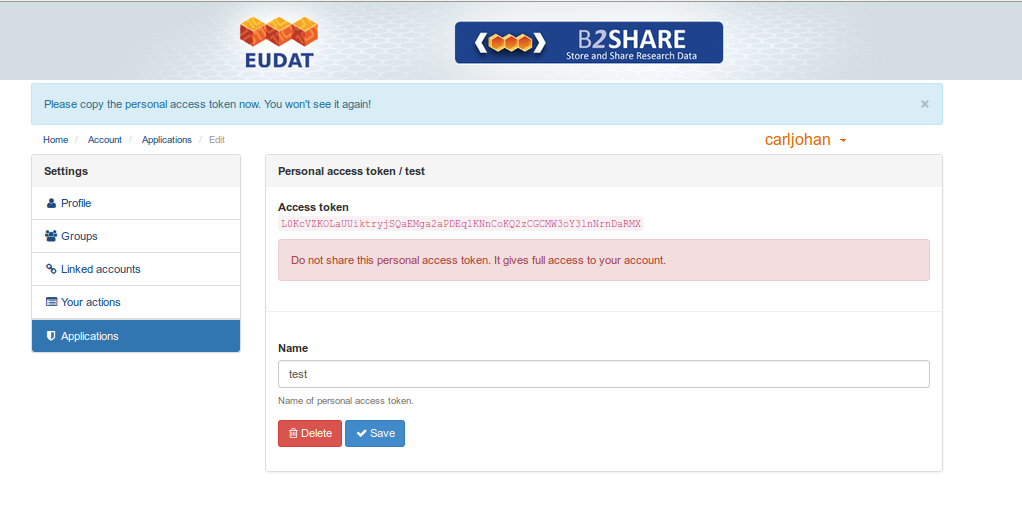 EUDAT
B2SHARE
Store and Share Research Data
Please copy the personal access token now. You won't see it again! ×
Home / Account / Applications / Edit
carljohan
Settings
Profile
Groups
Linked accounts
Your actions
Applications
Personal access token / test
Access token
L0KcVZKOLaUUiktryjSQaEMga2aPDEqlKNnCoKQ2zCGCMW3oY3lnNrnDaRMX
Do not share this personal access token. It gives full access to your account.
Name
test
Name of personal access token.
Delete Save